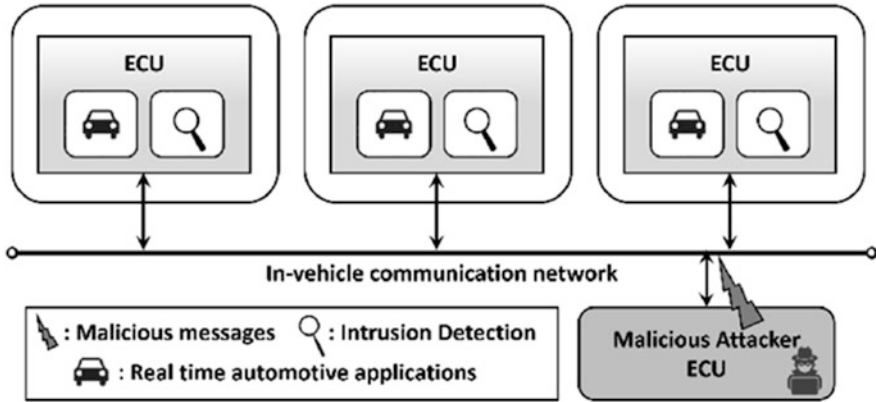 ECU
ECU
ECU
In-vehicle communication network
: Malicious messages
: Intrusion Detection
: Real time automotive applications
Malicious Attacker
ECU